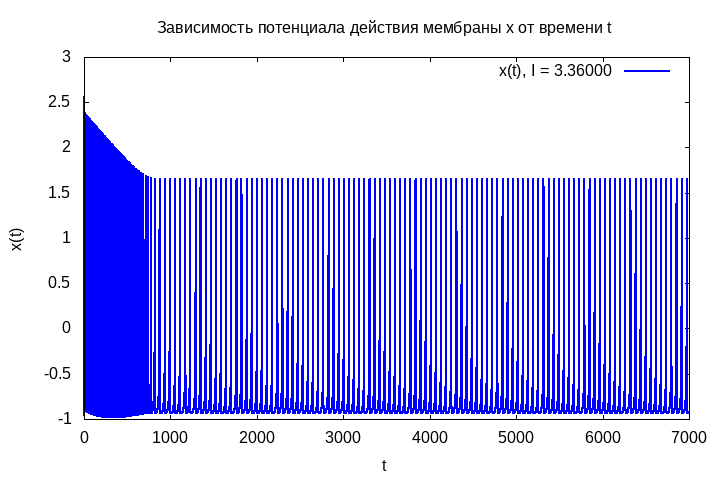 Зависимость потенциала действия мембраны x от времени t
x(t), I = 3.36000
3
2.5
2
1.5
1
0.5
0
-0.5
-1
x(t)
0 1000 2000 3000 4000 5000 6000 7000
t